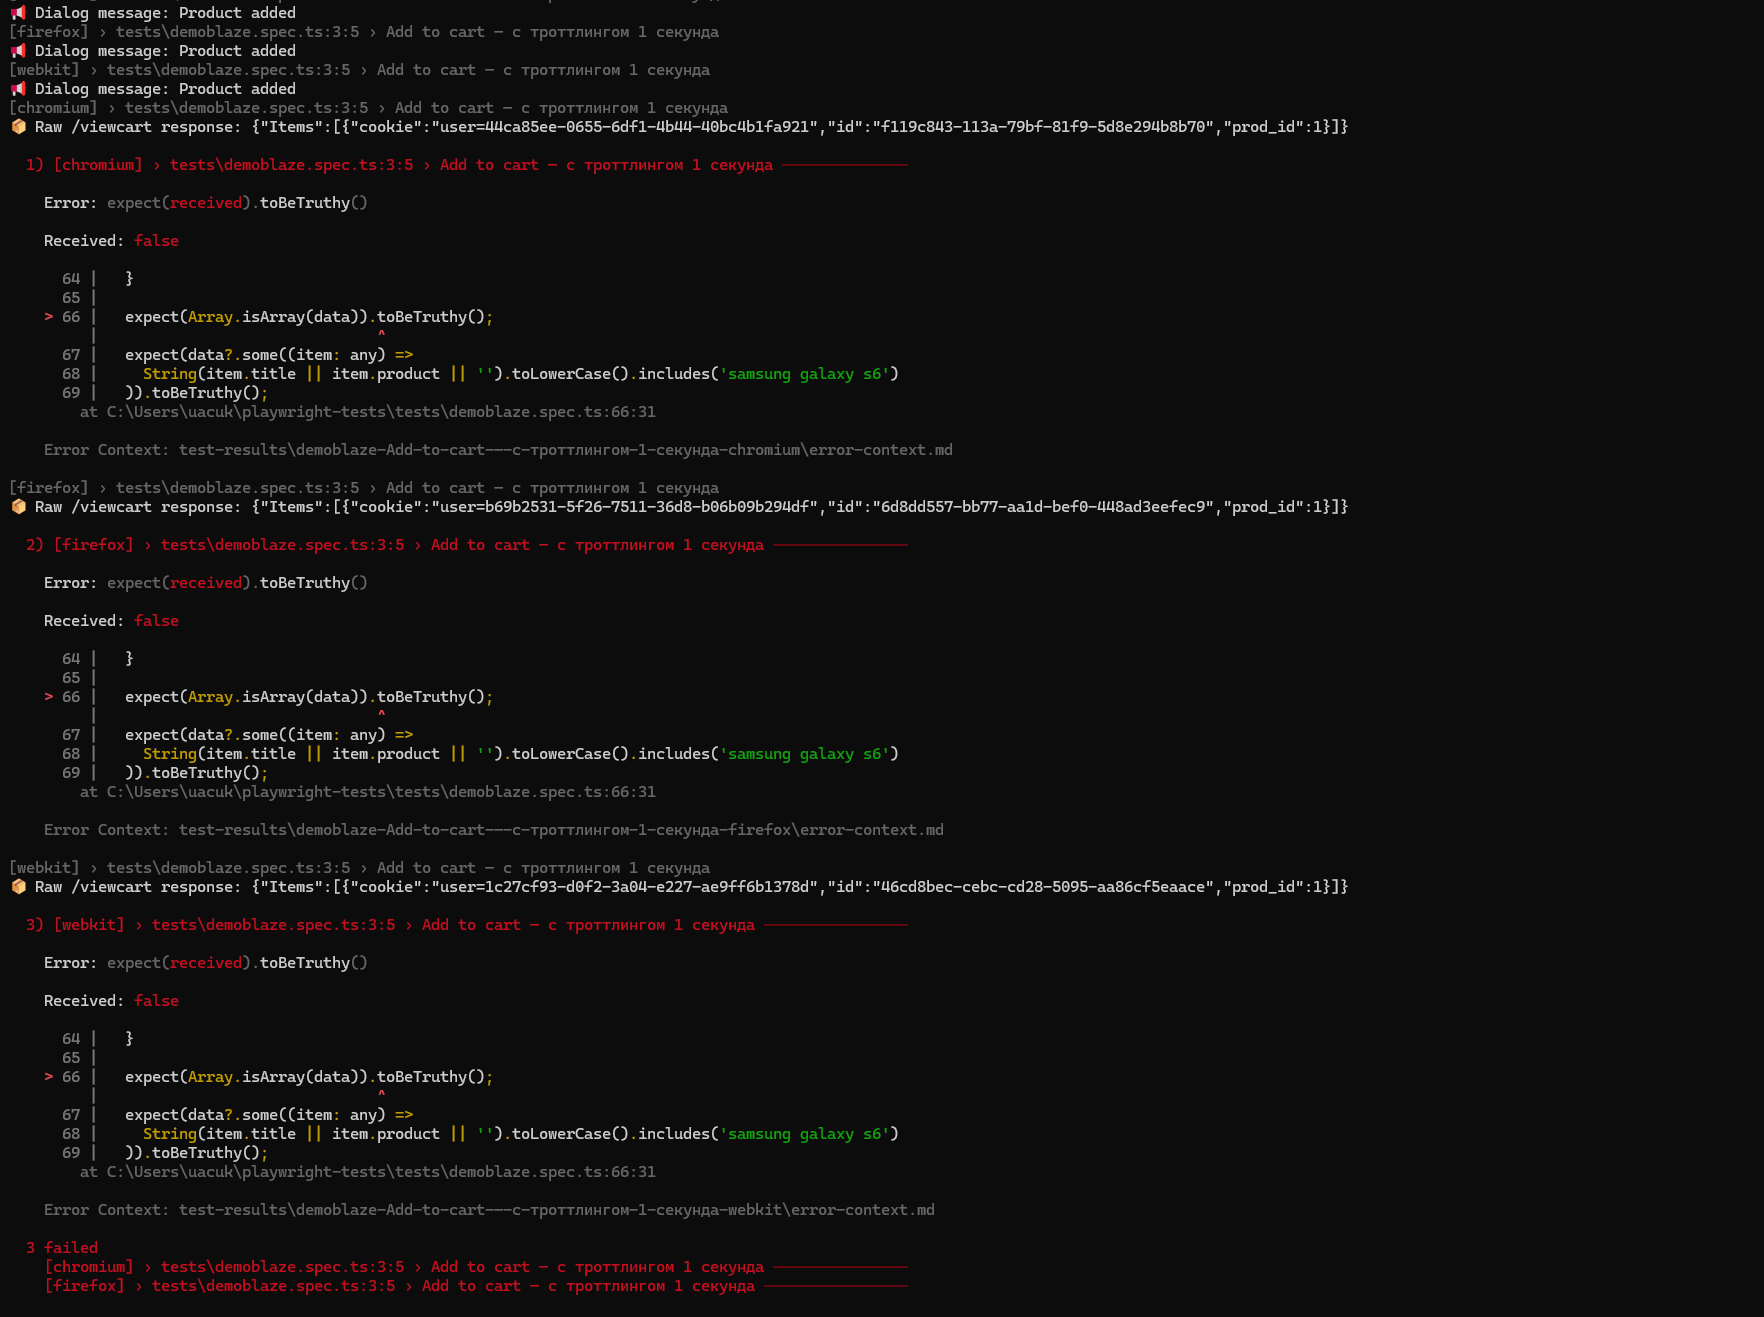 📢 Dialog message: Product added
[firefox] › tests\demoblaze.spec.ts:3:5 › Add to cart — с троттлингом 1 секунда
📢 Dialog message: Product added
[webkit] › tests\demoblaze.spec.ts:3:5 › Add to cart — с троттлингом 1 секунда
📢 Dialog message: Product added
[chromium] › tests\demoblaze.spec.ts:3:5 › Add to cart — с троттлингом 1 секунда
📦 Raw /viewcart response: {"Items":[{"cookie":"user=44ca85ee-0655-6df1-4b44-40bc4b1fa921","id":"f119c843-113a-79bf-81f9-5d8e294b8b70","prod_id":1}]}
1) [chromium] › tests\demoblaze.spec.ts:3:5 › Add to cart — с троттлингом 1 секунда ───────────────
Error: expect(received).toBeTruthy()
Received: false
64 |   }
65 |
> 66 |   expect(Array.isArray(data)).toBeTruthy();
|                               ^
67 |   expect(data?.some((item: any) =>
68 |     String(item.title || item.product || '').toLowerCase().includes('samsung galaxy s6')
69 |   )).toBeTruthy();
at C:\Users\uacuk\playwright-tests\tests\demoblaze.spec.ts:66:31
Error Context: test-results\demoblaze-Add-to-cart---с-троттлингом-1-секунда-chromium\error-context.md
[firefox] › tests\demoblaze.spec.ts:3:5 › Add to cart — с троттлингом 1 секунда
📦 Raw /viewcart response: {"Items":[{"cookie":"user=b69b2531-5f26-7511-36d8-b06b09b294df","id":"6d8dd557-bb77-aa1d-bef0-448ad3eefec9","prod_id":1}]}
2) [firefox] › tests\demoblaze.spec.ts:3:5 › Add to cart — с троттлингом 1 секунда ───────────────
Error: expect(received).toBeTruthy()
Received: false
64 |   }
65 |
> 66 |   expect(Array.isArray(data)).toBeTruthy();
|                               ^
67 |   expect(data?.some((item: any) =>
68 |     String(item.title || item.product || '').toLowerCase().includes('samsung galaxy s6')
69 |   )).toBeTruthy();
at C:\Users\uacuk\playwright-tests\tests\demoblaze.spec.ts:66:31
Error Context: test-results\demoblaze-Add-to-cart---с-троттлингом-1-секунда-firefox\error-context.md
[webkit] › tests\demoblaze.spec.ts:3:5 › Add to cart — с троттлингом 1 секунда
📦 Raw /viewcart response: {"Items":[{"cookie":"user=1c27cf93-d0f2-3a04-e227-ae9ff6b1378d","id":"46cd8bec-cebc-cd28-5095-aa86cf5eaace","prod_id":1}]}
3) [webkit] › tests\demoblaze.spec.ts:3:5 › Add to cart — с троттлингом 1 секунда ────────────────
Error: expect(received).toBeTruthy()
Received: false
64 |   }
65 |
> 66 |   expect(Array.isArray(data)).toBeTruthy();
|                               ^
67 |   expect(data?.some((item: any) =>
68 |     String(item.title || item.product || '').toLowerCase().includes('samsung galaxy s6')
69 |   )).toBeTruthy();
at C:\Users\uacuk\playwright-tests\tests\demoblaze.spec.ts:66:31
Error Context: test-results\demoblaze-Add-to-cart---с-троттлингом-1-секунда-webkit\error-context.md
3 failed
[chromium] › tests\demoblaze.spec.ts:3:5 › Add to cart — с троттлингом 1 секунда ───────────────
[firefox] › tests\demoblaze.spec.ts:3:5 › Add to cart — с троттлингом 1 секунда ────────────────